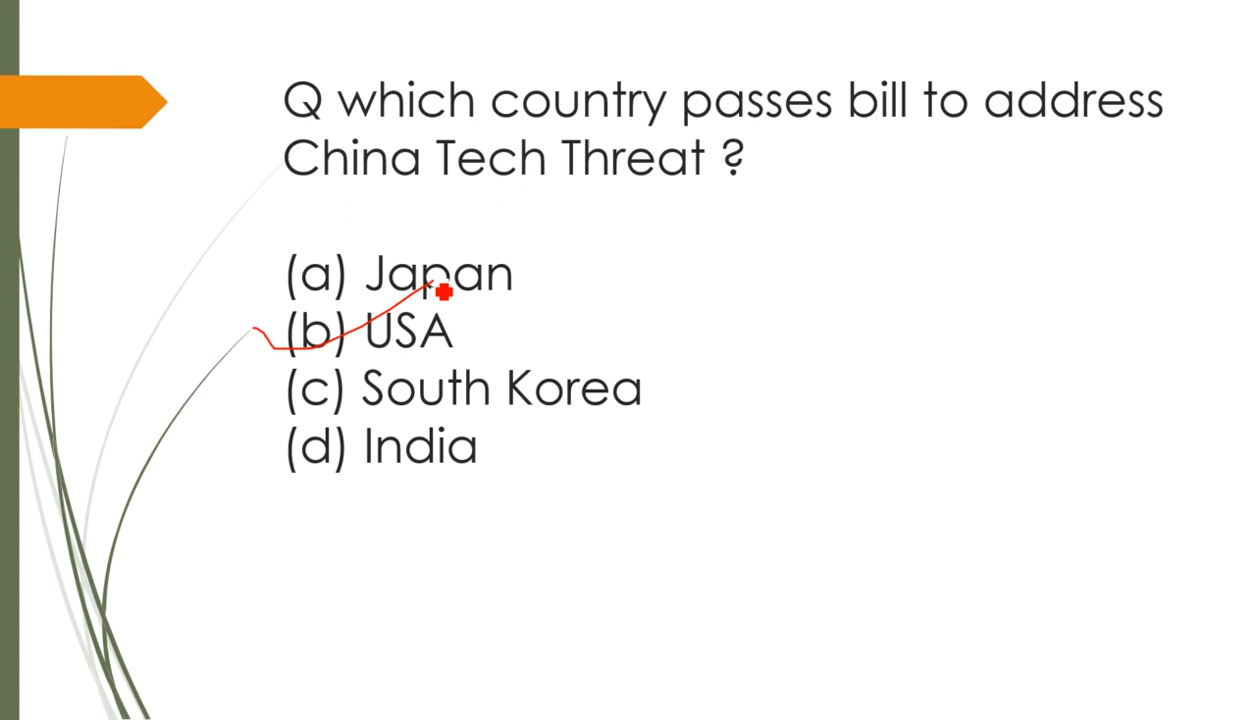 Q which country passes bill to address
China Tech Threat ?
(a) Japan
(b) USA
(c) South Korea
(d) India